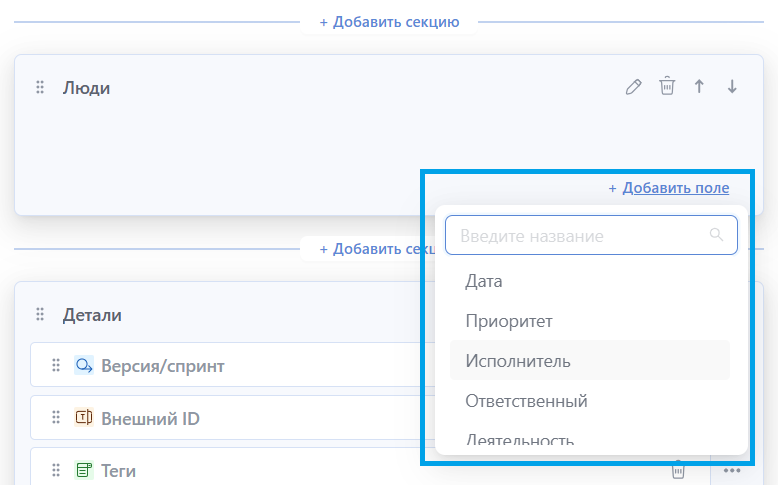 + Добавить секцию
Люди
+ Добавить поле
+ Добавить
Введите название
Дата
Приоритет
Детали
Исполнитель
Версия/спринт
Ответственный
Внешний ID
Деятельность
Теги